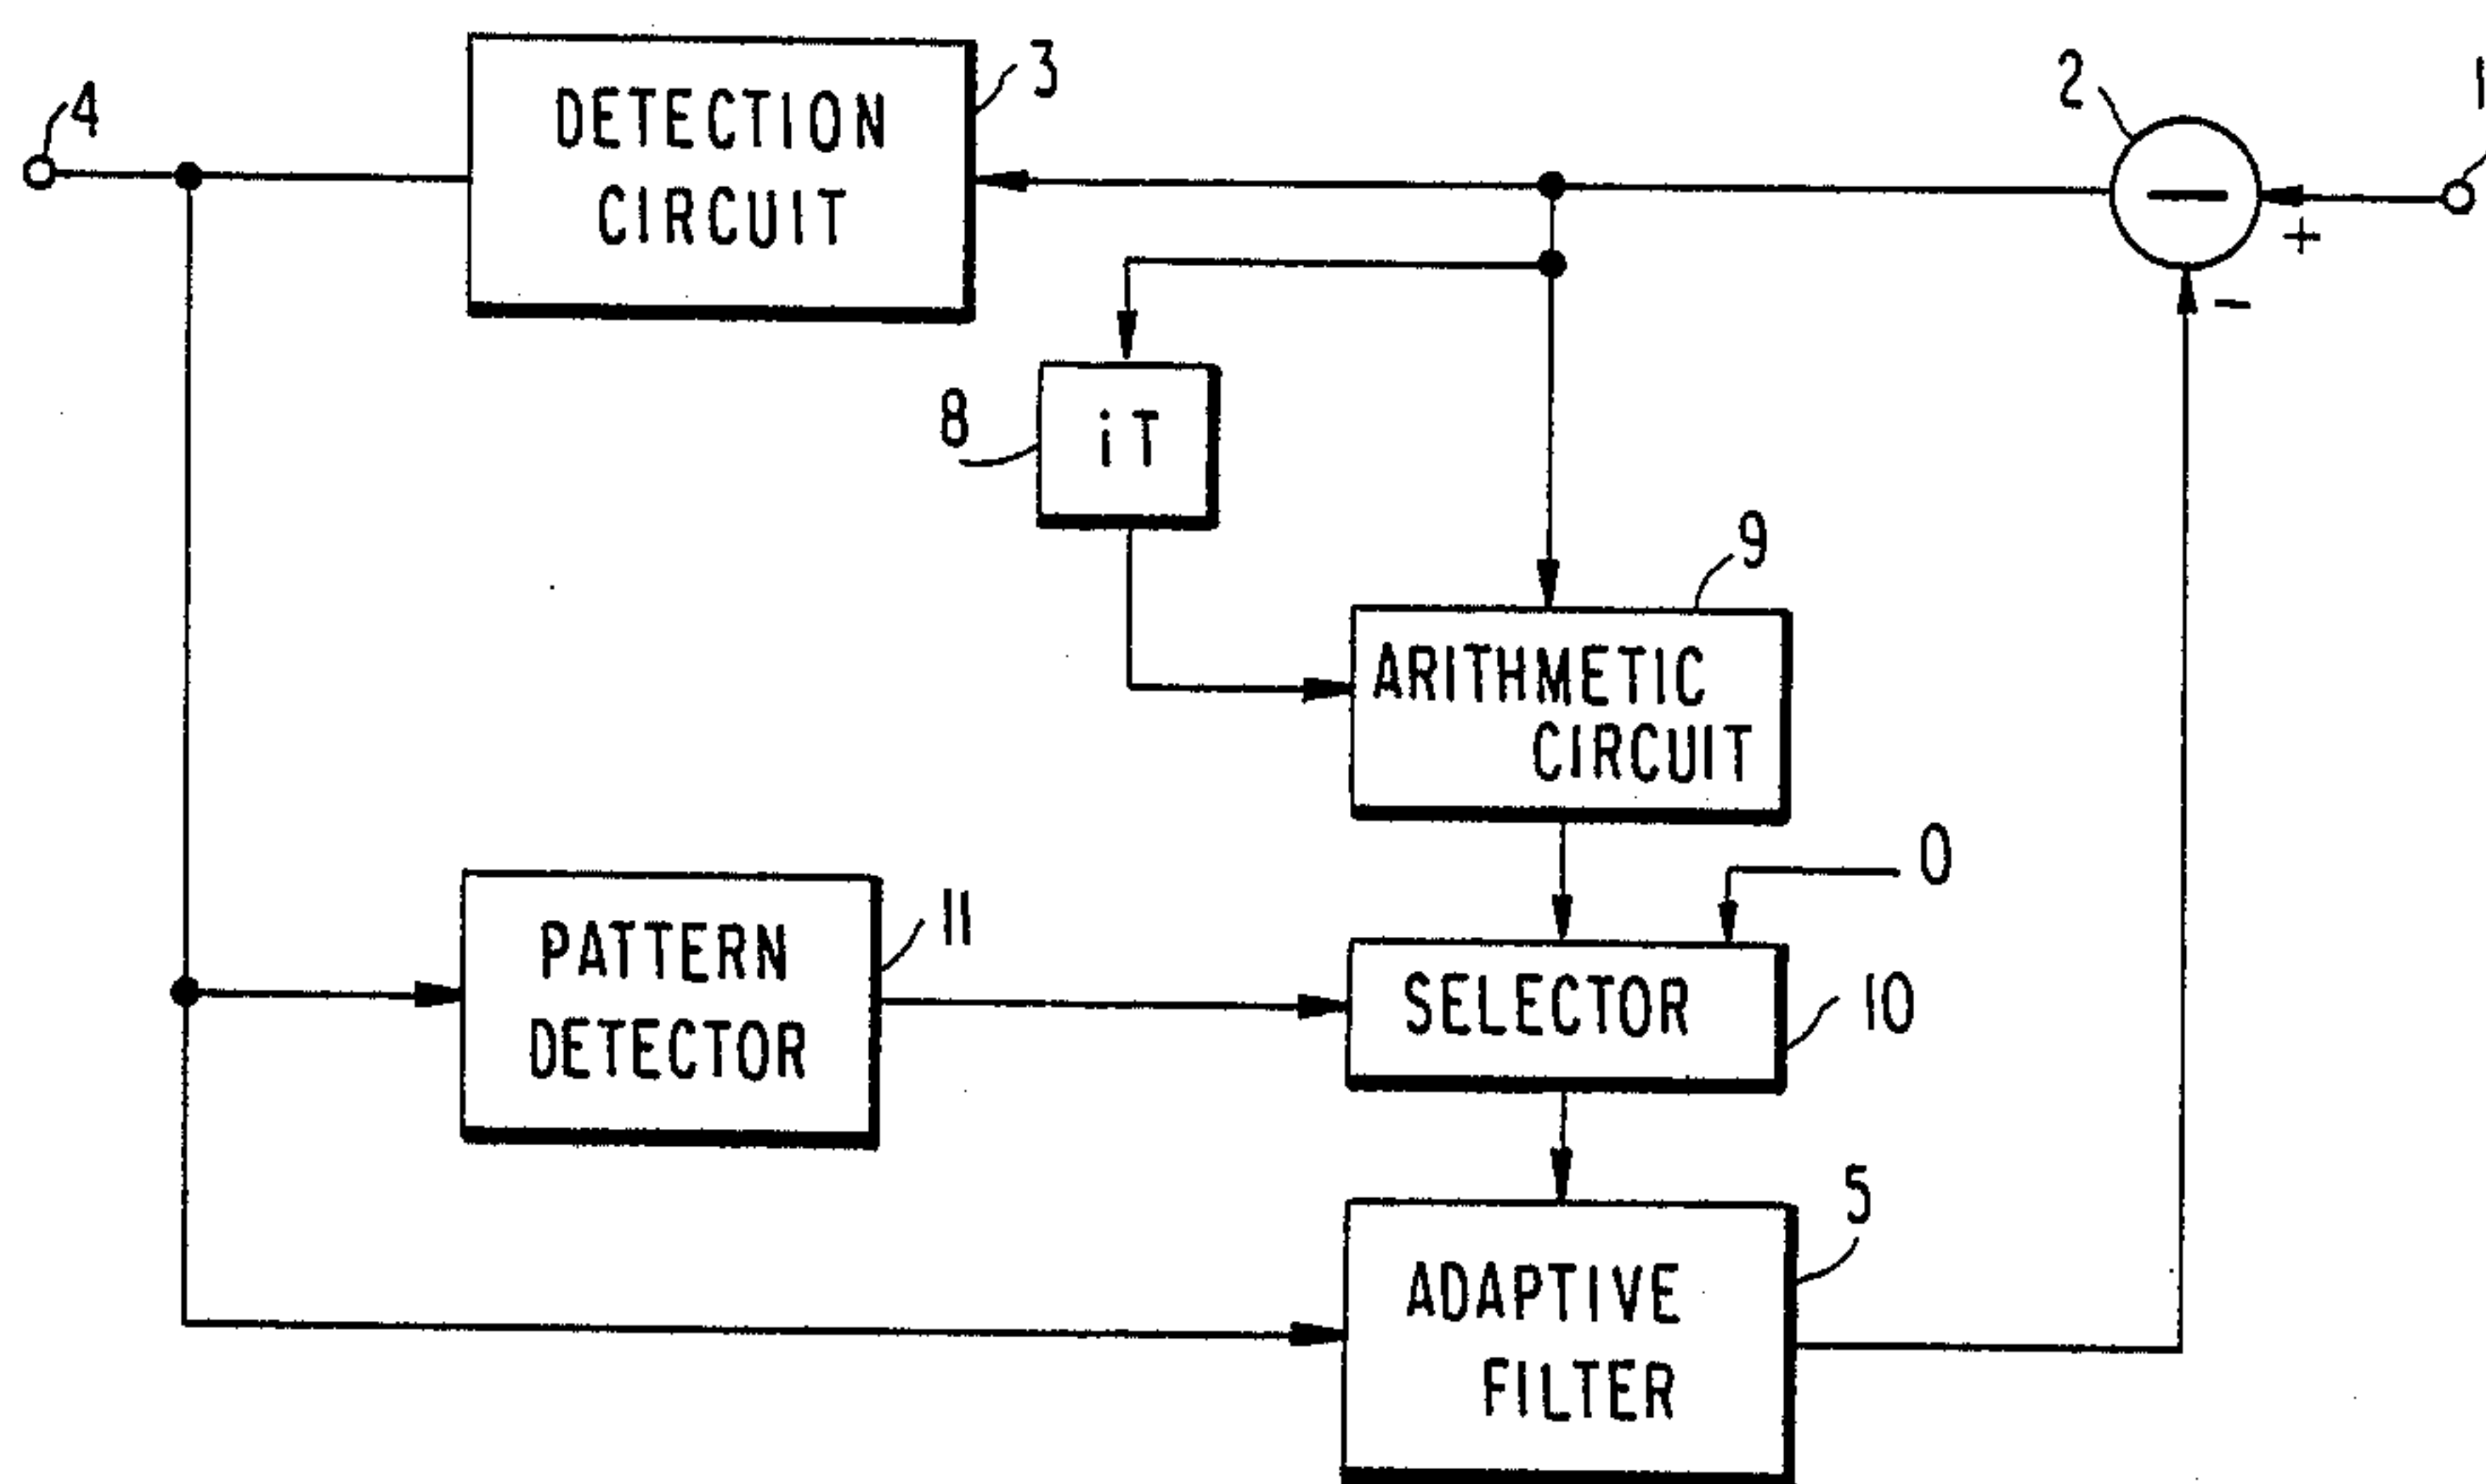 4
DETECTION
CIRCUIT
3
2
1
+
-
8
iT
9
ARITHMETIC
CIRCUIT
0
PATTERN
DETECTOR
11
SELECTOR
10
5
ADAPTIVE
FILTER